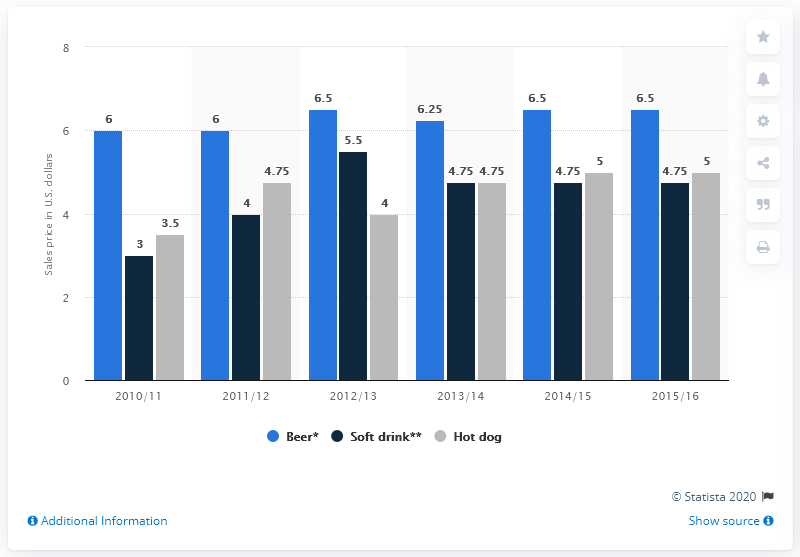 8
6
4
2
0
Sales price in U.S. dollars
6 3 3.5
6 4 4.75
6.5 5.5 4
6.25 4.75 4.75
6.5 4.75 5
6.5 4.75 5
2010/11 2011/12 2012/13 2013/14 2014/15 2015/16
Beer* Soft drink** Hot dog
© Statista 2020
Additional Information Show source